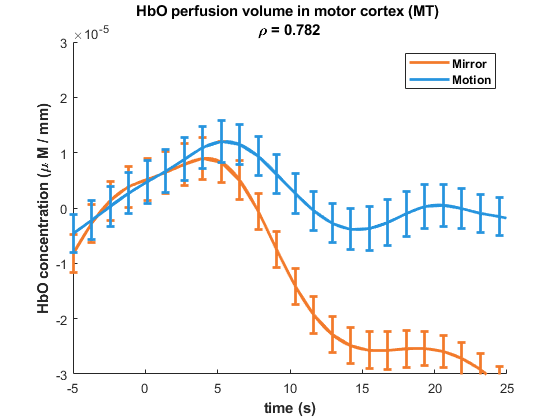 HbO perfusion volume in motor cortex (MT)
ρ = 0.782
×10⁻⁵
3
2
1
0
-1
-2
-3
HbO concentration (μ M / mm)
Mirror
Motion
-5
0
5
10
15
20
25
time (s)